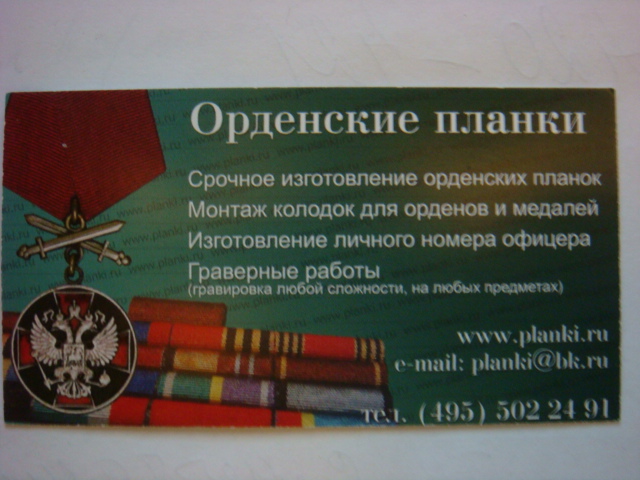 Орденские планки
Срочное изготовление орденских планок
Монтаж колодок для орденов и медалей
Изготовление личного номера офицера
Граверные работы
(гравировка любой сложности, на любых предметах)
www.planki.ru
e-mail: planki@bk.ru
тел. (495) 502 24 91